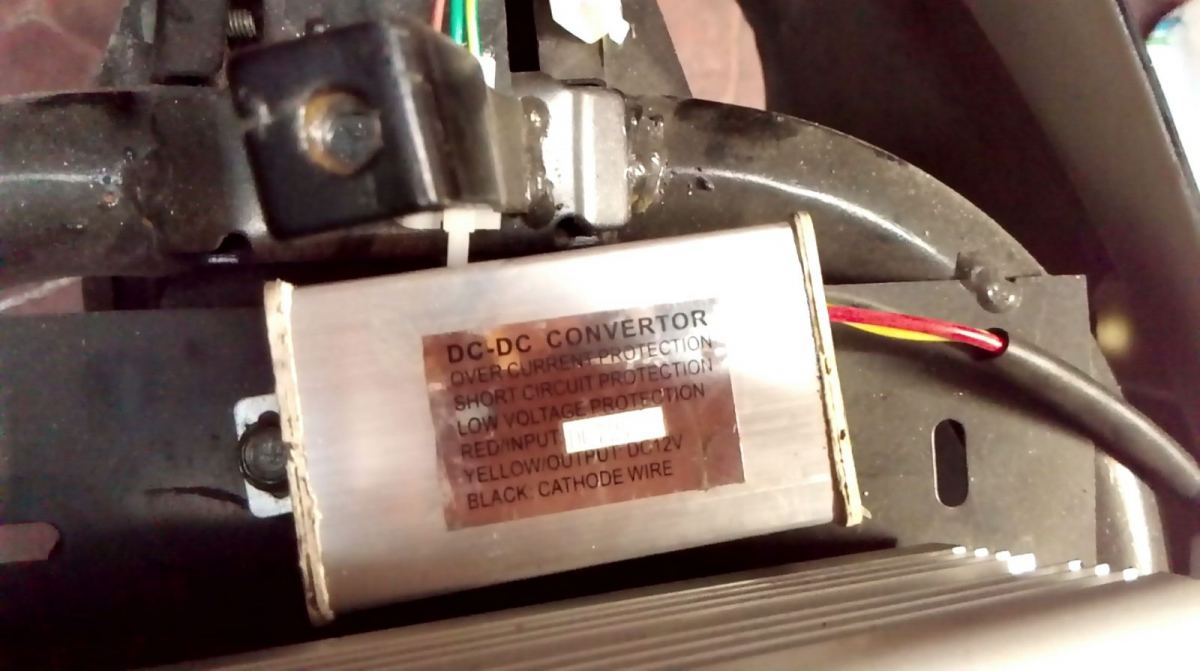 DC-DC CONVERTOR
OVER CURRENT PROTECTION
SHORT CIRCUIT PROTECTION
LOW VOLTAGE PROTECTION
RED/INPUT:
YELLOW/OUTPUT: DC12V
BLACK: CATHODE WIRE